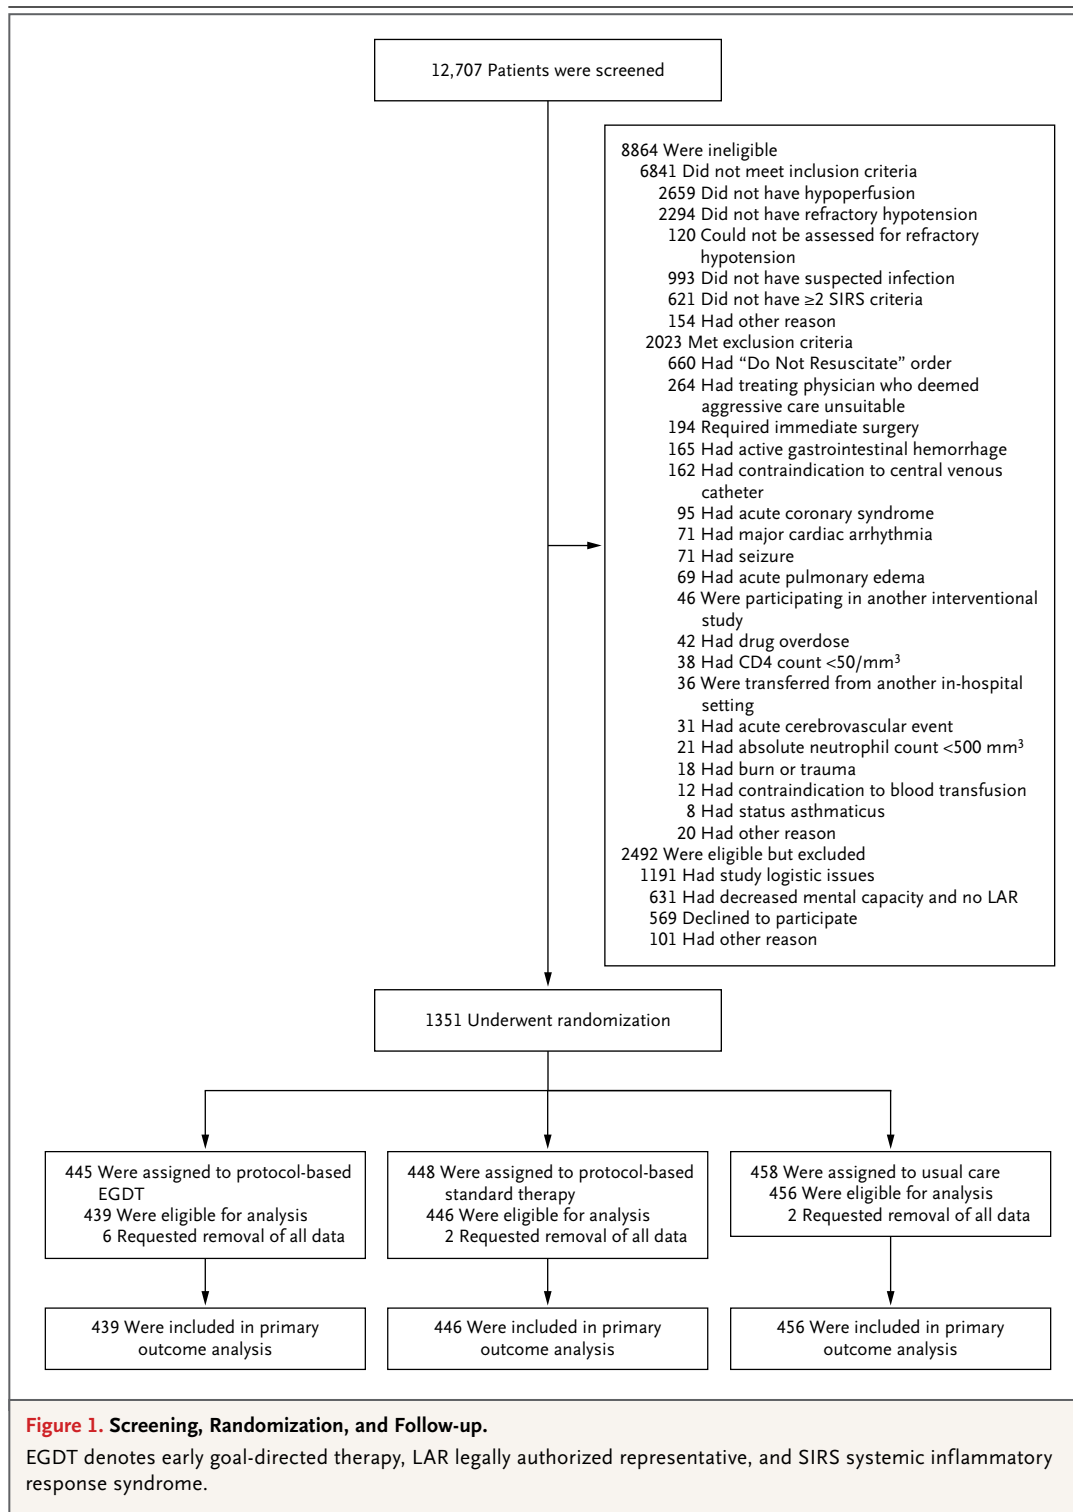 12,707 Patients were screened
8864 Were ineligible
6841 Did not meet inclusion criteria
2659 Did not have hypoperfusion
2294 Did not have refractory hypotension
120 Could not be assessed for refractory
hypotension
993 Did not have suspected infection
621 Did not have ≥2 SIRS criteria
154 Had other reason
2023 Met exclusion criteria
660 Had “Do Not Resuscitate” order
264 Had treating physician who deemed
aggressive care unsuitable
194 Required immediate surgery
165 Had active gastrointestinal hemorrhage
162 Had contraindication to central venous
catheter
95 Had acute coronary syndrome
71 Had major cardiac arrhythmia
71 Had seizure
69 Had acute pulmonary edema
46 Were participating in another interventional
study
42 Had drug overdose
38 Had CD4 count <50/mm³
36 Were transferred from another in-hospital
setting
31 Had acute cerebrovascular event
21 Had absolute neutrophil count <500 mm³
18 Had burn or trauma
12 Had contraindication to blood transfusion
8 Had status asthmaticus
20 Had other reason
2492 Were eligible but excluded
1191 Had study logistic issues
631 Had decreased mental capacity and no LAR
569 Declined to participate
101 Had other reason
1351 Underwent randomization
445 Were assigned to protocol-based
EGDT
439 Were eligible for analysis
6 Requested removal of all data
448 Were assigned to protocol-based
standard therapy
446 Were eligible for analysis
2 Requested removal of all data
458 Were assigned to usual care
456 Were eligible for analysis
2 Requested removal of all data
439 Were included in primary
outcome analysis
446 Were included in primary
outcome analysis
456 Were included in primary
outcome analysis
Figure 1. Screening, Randomization, and Follow-up.
EGDT denotes early goal-directed therapy, LAR legally authorized representative, and SIRS systemic inflammatory
response syndrome.